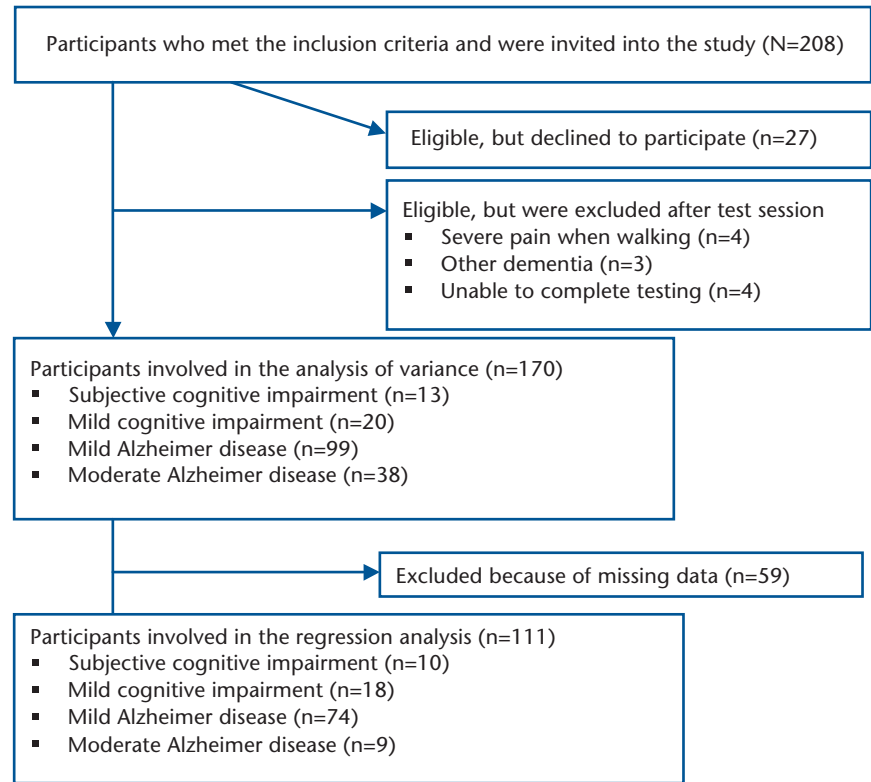 Participants who met the inclusion criteria and were invited into the study (N=208)
Eligible, but declined to participate (n=27)
Eligible, but were excluded after test session
▪ Severe pain when walking (n=4)
▪ Other dementia (n=3)
▪ Unable to complete testing (n=4)
Participants involved in the analysis of variance (n=170)
▪ Subjective cognitive impairment (n=13)
▪ Mild cognitive impairment (n=20)
▪ Mild Alzheimer disease (n=99)
▪ Moderate Alzheimer disease (n=38)
Excluded because of missing data (n=59)
Participants involved in the regression analysis (n=111)
▪ Subjective cognitive impairment (n=10)
▪ Mild cognitive impairment (n=18)
▪ Mild Alzheimer disease (n=74)
▪ Moderate Alzheimer disease (n=9)